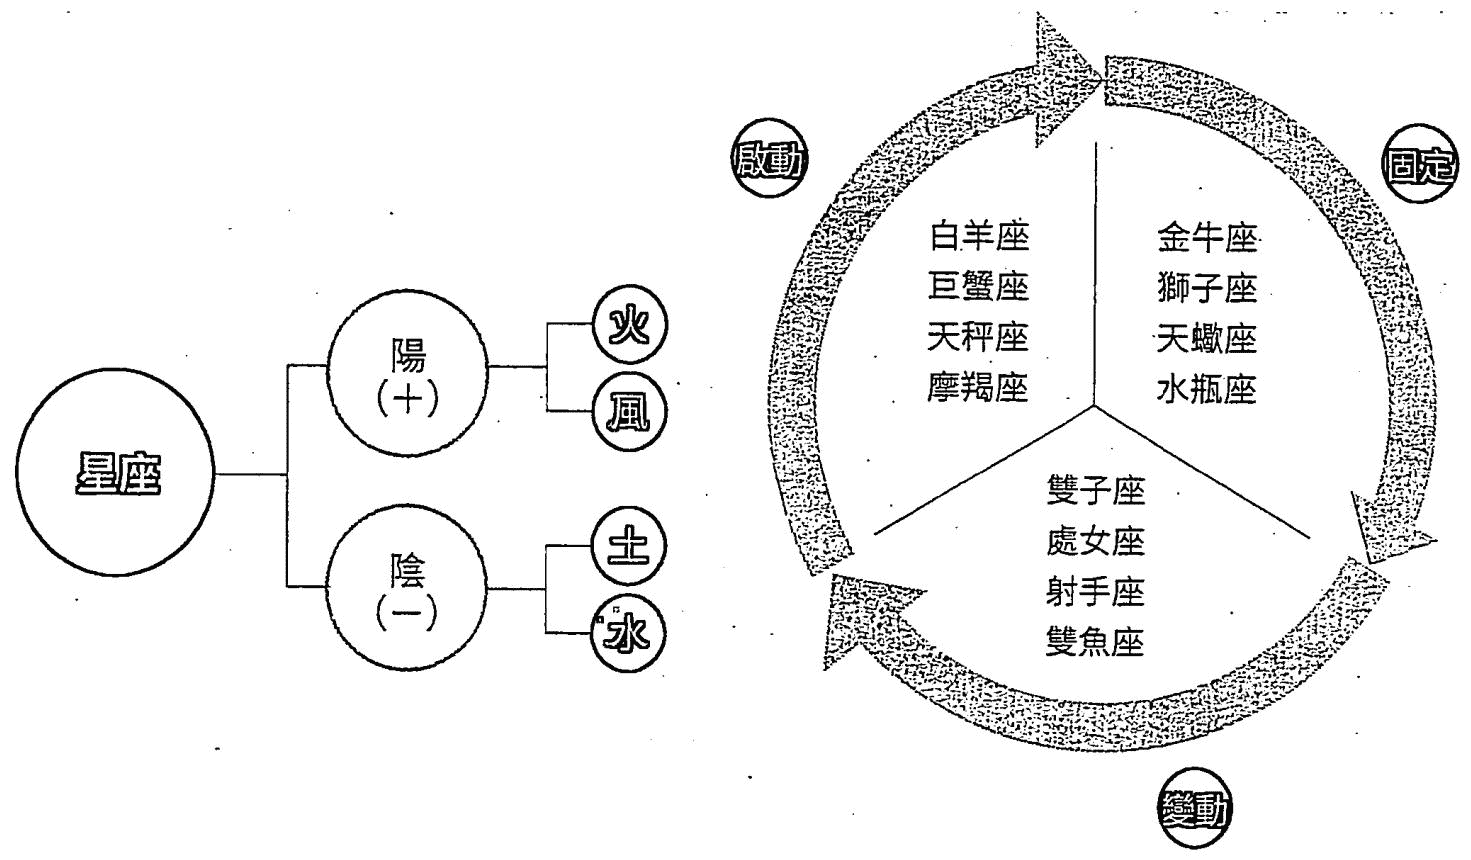 星座
陽
(+)
火
風
陰
(−)
土
水
啟動
白羊座
巨蟹座
天秤座
摩羯座
固定
金牛座
獅子座
天蠍座
水瓶座
雙子座
處女座
射手座
雙魚座
變動